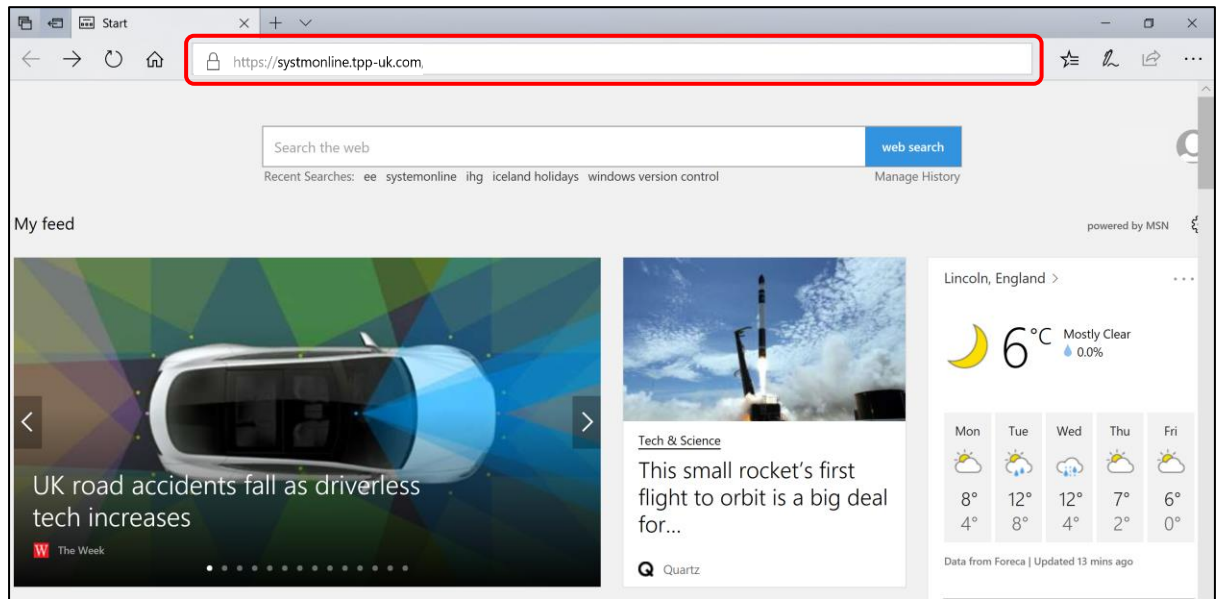 Start
https://systmonline.tpp-uk.com,
Search the web
web search
Recent Searches: ee systemonline ihg iceland holidays windows version control
Manage History
My feed
powered by MSN
UK road accidents fall as driverless
tech increases
W The Week
Tech & Science
This small rocket's first
flight to orbit is a big deal
for...
Q Quartz
Lincoln, England >
6°C
Mostly Clear
0.0%
Mon Tue Wed Thu Fri
8° 12° 12° 7° 6°
4° 8° 4° 2° 0°
Data from Foreca | Updated 13 mins ago